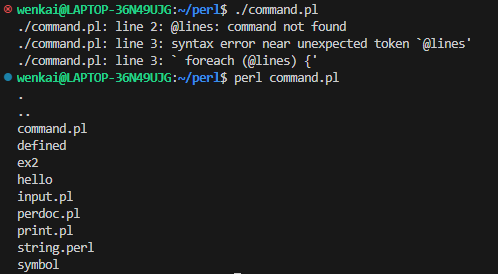 wenkai@LAPTOP-36N49UJG:~/perl$ ./command.pl
./command.pl: line 2: @lines: command not found
./command.pl: line 3: syntax error near unexpected token `@lines'
./command.pl: line 3: ` foreach (@lines) {'
wenkai@LAPTOP-36N49UJG:~/perl$ perl command.pl
.
..
command.pl
defined
ex2
hello
input.pl
perdoc.pl
print.pl
string.perl
symbol